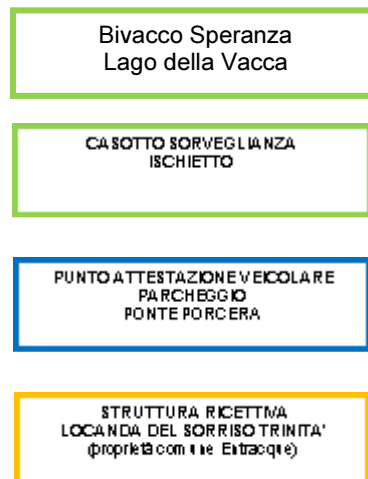 Bivacco Speranza
Lago della Vacca
CASOTTO SORVEGLIANZA
ISCHIETTO
PUNTO ATTESTAZIONE VEICOLARE
PARCHEGGIO
PONTE PORCERA
STRUTTURA RICETTIVA
LOCANDA DEL SORRISO TRINITA'
(proprietà comune Entracque)